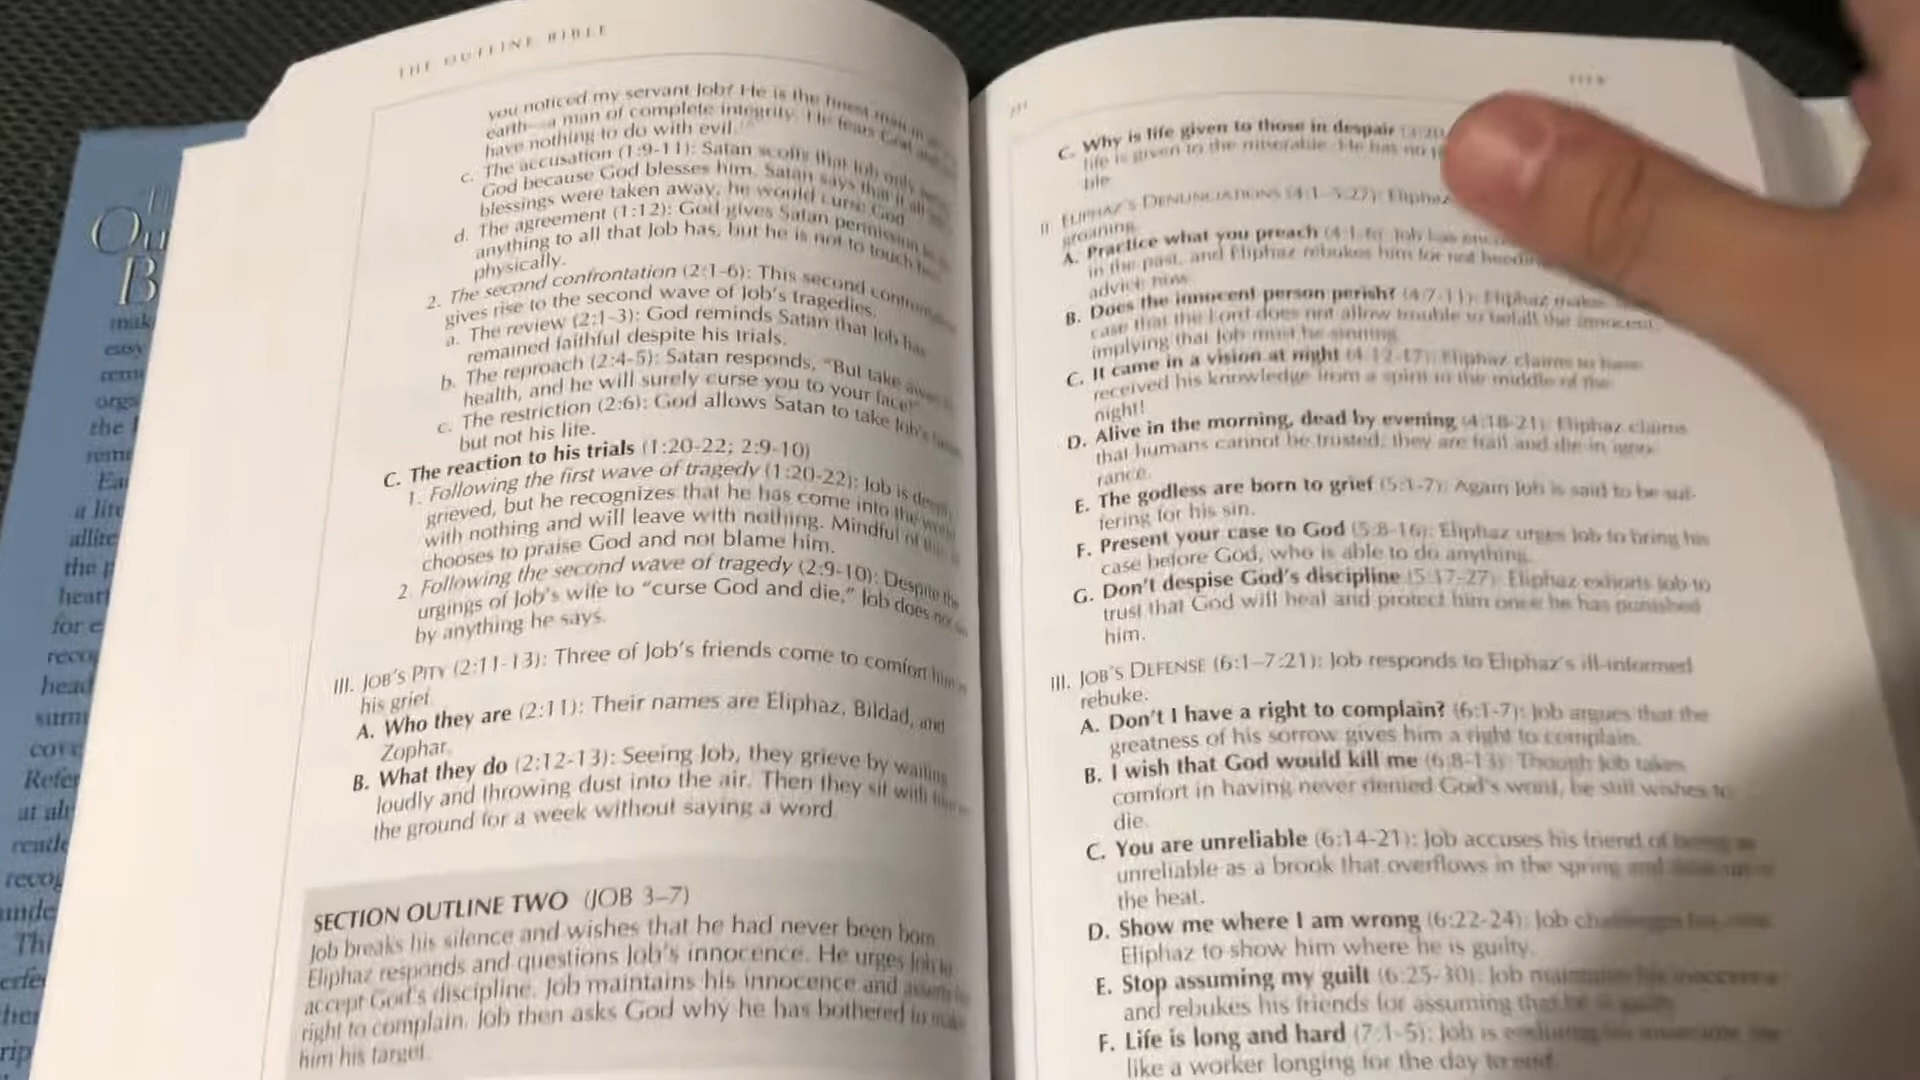 THE OUTLINE BIBLE
you noticed my servant Job? He is the finest man in
earth—a man of complete integrity. He fears God and
have nothing to do with evil."
c. The accusation (1:9-11): Satan scoffs that Job only
God because God blesses him. Satan says that if all
blessings were taken away, he would curse God
d. The agreement (1:12): God gives Satan permission
anything to all that Job has, but he is not to touch
physically.
2. The second confrontation (2:1-6): This second
gives rise to the second wave of Job's tragedies.
a. The review (2:1-3): God reminds Satan that Job has
remained faithful despite his trials.
b. The reproach (2:4-5): Satan responds, "But take
health, and he will surely curse you to your face
c. The restriction (2:6): God allows Satan to take Job's
but not his life.
C. The reaction to his trials (1:20-22; 2:9-10)
1. Following the first wave of tragedy (1:20-22): Job is
grieved, but he recognizes that he has come into the world
with nothing and will leave with nothing. Mindful of
chooses to praise God and not blame him.
2. Following the second wave of tragedy (2:9-10): Despite the
urgings of Job's wife to "curse God and die," Job does not
by anything he says.
III. JOB'S PITY (2:11-13): Three of Job's friends come to comfort him
his grief.
A. Who they are (2:11): Their names are Eliphaz, Bildad, and
Zophar.
B. What they do (2:12-13): Seeing Job, they grieve by wailing
loudly and throwing dust into the air. Then they sit with
the ground for a week without saying a word.
SECTION OUTLINE TWO (JOB 3–7)
Job breaks his silence and wishes that he had never been born.
Eliphaz responds and questions Job's innocence. He urges Job to
accept God's discipline. Job maintains his innocence and
right to complain. Job then asks God why he has bothered to
him his target.
C. Why is life given to those in despair
life is given to the miserable. He has no
II. ELIPHAZ'S DENUNCIATIONS (4:1–5:27): Eliphaz
groaning.
A. Practice what you preach (4:1-6): Job has
in the past, and Eliphaz rebukes him for not
advice now.
B. Does the innocent person perish? (4:7-11): Eliphaz makes
case that the Lord does not allow trouble to befall the innocent,
implying that Job must be sinning.
C. It came in a vision at night (4:12-17): Eliphaz claims to have
received his knowledge from a spirit in the middle of the
night!
D. Alive in the morning, dead by evening (4:18-21): Eliphaz claims
that humans cannot be trusted; they are frail and die in igno-
rance.
E. The godless are born to grief (5:1-7): Again Job is said to be suf-
fering for his sin.
F. Present your case to God (5:8-16): Eliphaz urges Job to bring his
case before God, who is able to do anything.
G. Don't despise God's discipline (5:17-27): Eliphaz exhorts Job to
trust that God will heal and protect him once he has punished
him.
III. JOB'S DEFENSE (6:1–7:21): Job responds to Eliphaz's ill-informed
rebuke.
A. Don't I have a right to complain? (6:1-7): Job argues that the
greatness of his sorrow gives him a right to complain.
B. I wish that God would kill me (6:8-13): Though Job takes
comfort in having never denied God's word, he still wishes to
die.
C. You are unreliable (6:14-21): Job accuses his friend of being as
unreliable as a brook that overflows in the spring and
the heat.
D. Show me where I am wrong (6:22-24): Job challenges
Eliphaz to show him where he is guilty.
E. Stop assuming my guilt (6:25-30): Job maintains his innocence
and rebukes his friends for assuming that he is guilty.
F. Life is long and hard (7:1-5): Job is
like a worker longing for the day to end.